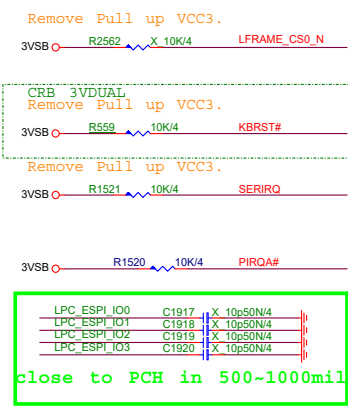 Remove Pull up VCC3.
3VSB R2562 X_10K/4 LFRAME_CS0_N
CRB 3VDUAL
Remove Pull up VCC3.
3VSB R559 10K/4 KBRST#
Remove Pull up VCC3.
3VSB R1521 10K/4 SERIRQ
3VSB R1520 10K/4 PIRQA#
LPC_ESPI_IO0 C1917 X_10p50N/4
LPC_ESPI_IO1 C1918 X_10p50N/4
LPC_ESPI_IO2 C1919 X_10p50N/4
LPC_ESPI_IO3 C1920 X_10p50N/4
close to PCH in 500~1000mil